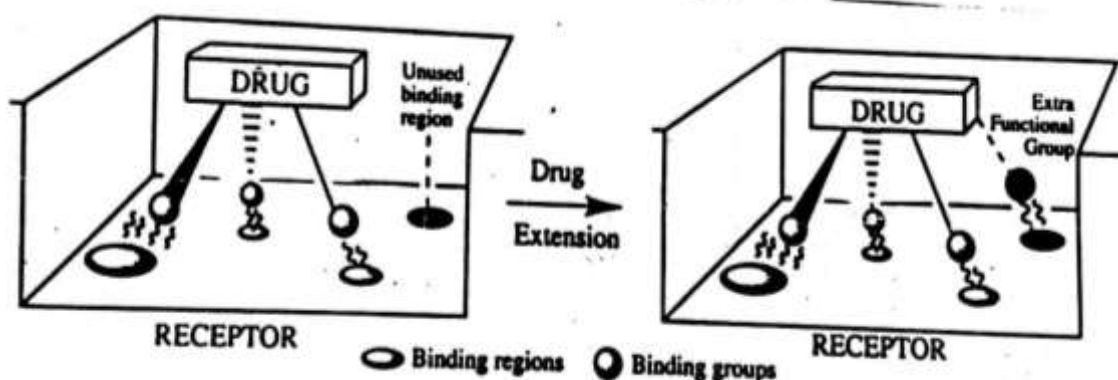 DRUG
Unused
binding
region
RECEPTOR
Drug
Extension
DRUG
Extra
Functional
Group
RECEPTOR
Binding regions
Binding groups